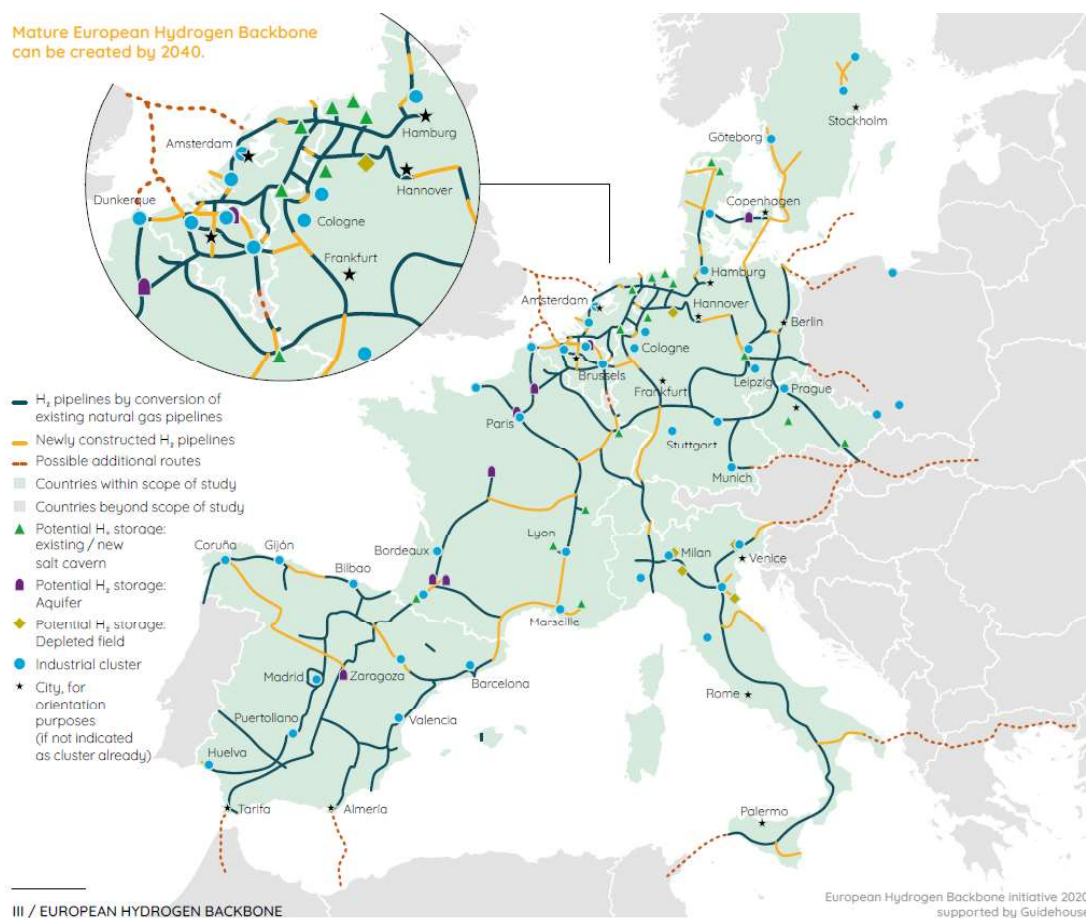 Mature European Hydrogen Backbone
can be created by 2040.
Amsterdam
Hamburg
Hannover
Dunkerque
Cologne
Frankfurt
H₂ pipelines by conversion of
existing natural gas pipelines
Newly constructed H₂ pipelines
Possible additional routes
Countries within scope of study
Countries beyond scope of study
Potential H₂ storage:
existing / new
salt cavern
Potential H₂ storage:
Aquifer
Potential H₂ storage:
Depleted field
Industrial cluster
City, for
orientation
purposes
(if not indicated
as cluster already)
Stockholm
Göteborg
Copenhagen
Hamburg
Amsterdam
Hannover
Berlin
Cologne
Brussels
Leipzig
Frankfurt
Prague
Paris
Stuttgart
Munich
Lyon
Bordeaux
Milan
Venice
Coruña
Gijón
Bilbao
Marseille
Madrid
Zaragoza
Barcelona
Rome
Puertollano
Valencia
Huelva
Tarifa
Almería
Palermo
III / EUROPEAN HYDROGEN BACKBONE
European Hydrogen Backbone initiative 2020
supported by Guidehouse